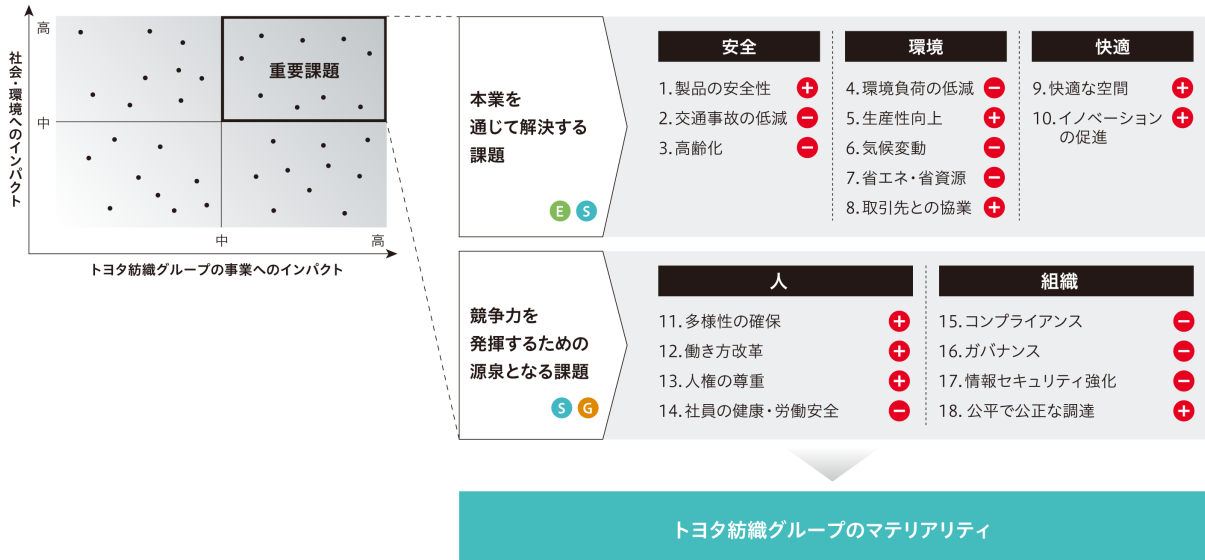 高
社会・環境へのインパクト
中
重要課題
中
高
トヨタ紡織グループの事業へのインパクト
本業を
通じて解決する
課題
E S
安全
1.製品の安全性 +
2.交通事故の低減 −
3.高齢化 −
環境
4.環境負荷の低減 −
5.生産性向上 +
6.気候変動 −
7.省エネ・省資源 −
8.取引先との協業 +
快適
9.快適な空間 +
10.イノベーション +
の促進
競争力を
発揮するための
源泉となる課題
S G
人
11.多様性の確保 +
12.働き方改革 +
13.人権の尊重 +
14.社員の健康・労働安全 −
組織
15.コンプライアンス −
16.ガバナンス −
17.情報セキュリティ強化 −
18.公平で公正な調達 +
トヨタ紡織グループのマテリアリティ